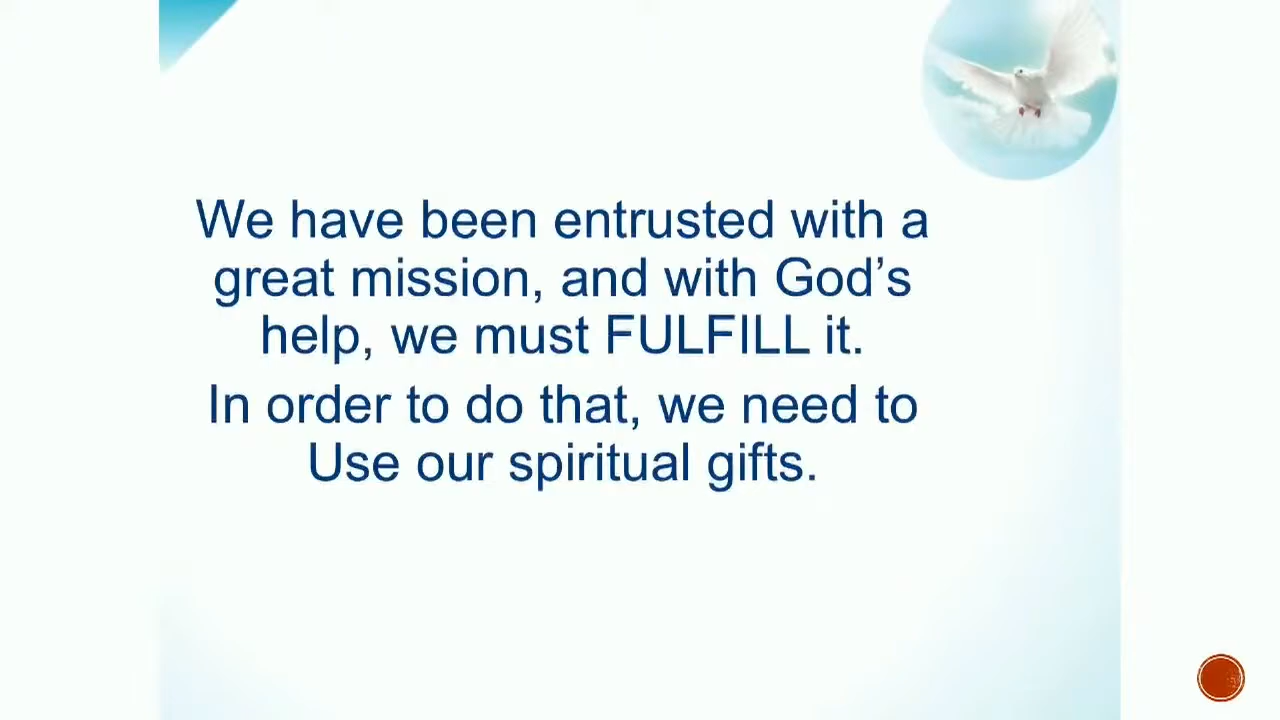 We have been entrusted with a
great mission, and with God’s
help, we must FULFILL it.
In order to do that, we need to
Use our spiritual gifts.